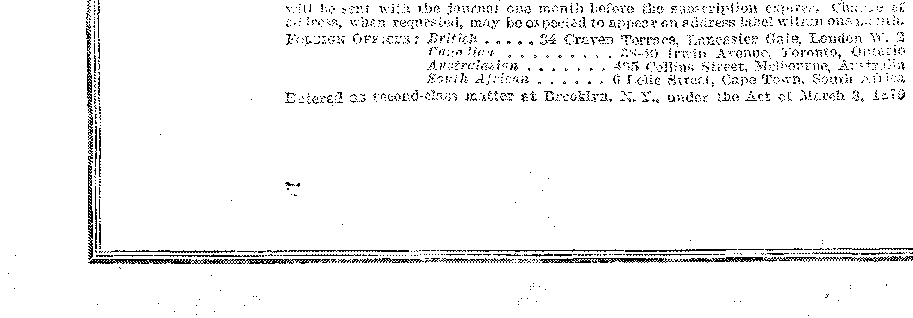 will be sent with the journal one month before the subscription expires. Change of
address, when requested, may be expected to appear on address label within one month.
FOREIGN OFFICES: British ..... 34 Craven Terrace, Lancaster Gate, London W. 2
Canadian .......... Irwin Avenue, Toronto, Ontario
Australasian ....... 495 Collins Street, Melbourne, Australia
South African ...... 6 Lelie Street, Cape Town, South Africa
Entered as second-class matter at Brooklyn, N. Y., under the Act of March 3, 1879